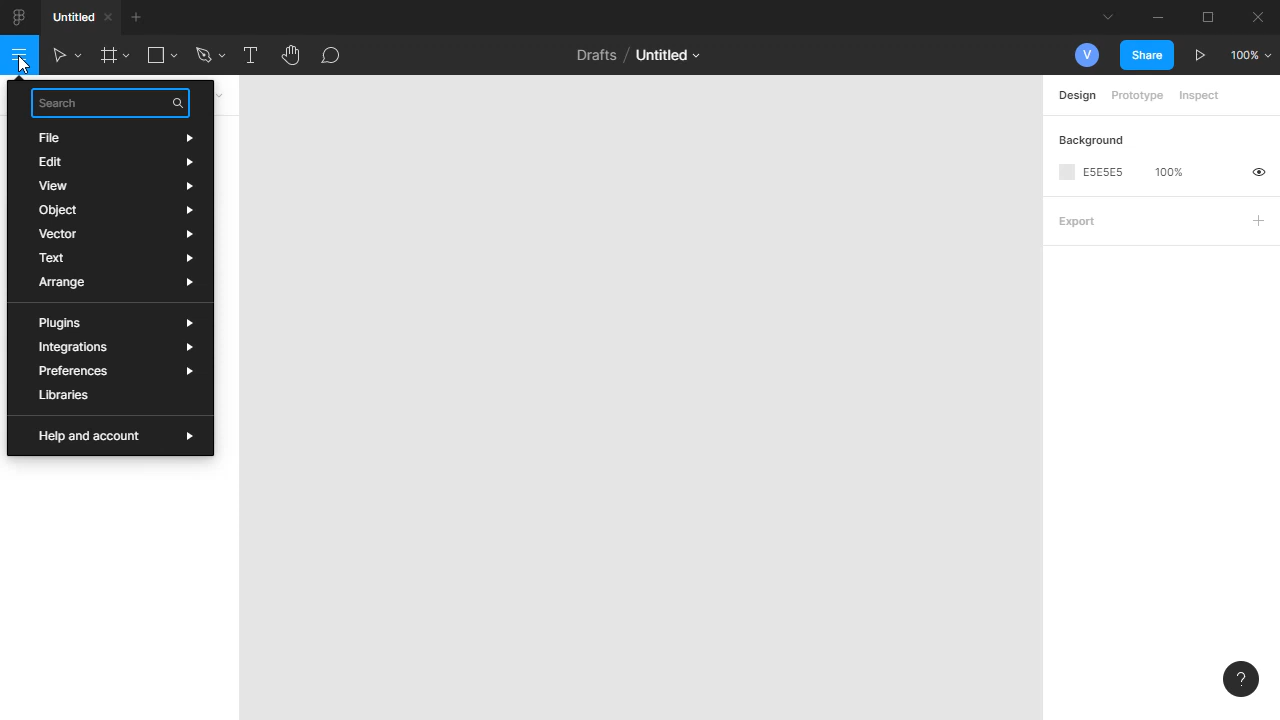 Untitled
Drafts / Untitled
V
Share
100%
Search
File
Edit
View
Object
Vector
Text
Arrange
Plugins
Integrations
Preferences
Libraries
Help and account
Design Prototype Inspect
Background
E5E5E5 100%
Export
?